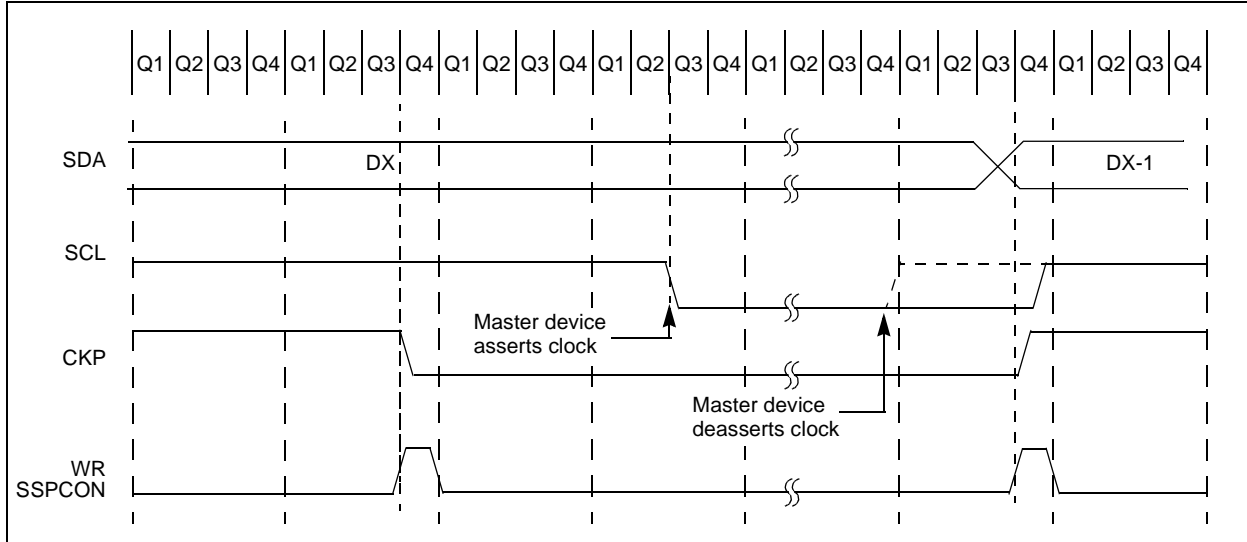 Q1 Q2 Q3 Q4 Q1 Q2 Q3 Q4 Q1 Q2 Q3 Q4 Q1 Q2 Q3 Q4 Q1 Q2 Q3 Q4 Q1 Q2 Q3 Q4 Q1 Q2 Q3 Q4
SDA
DX
DX-1
SCL
Master device
asserts clock
CKP
Master device
deasserts clock
WR
SSPCON